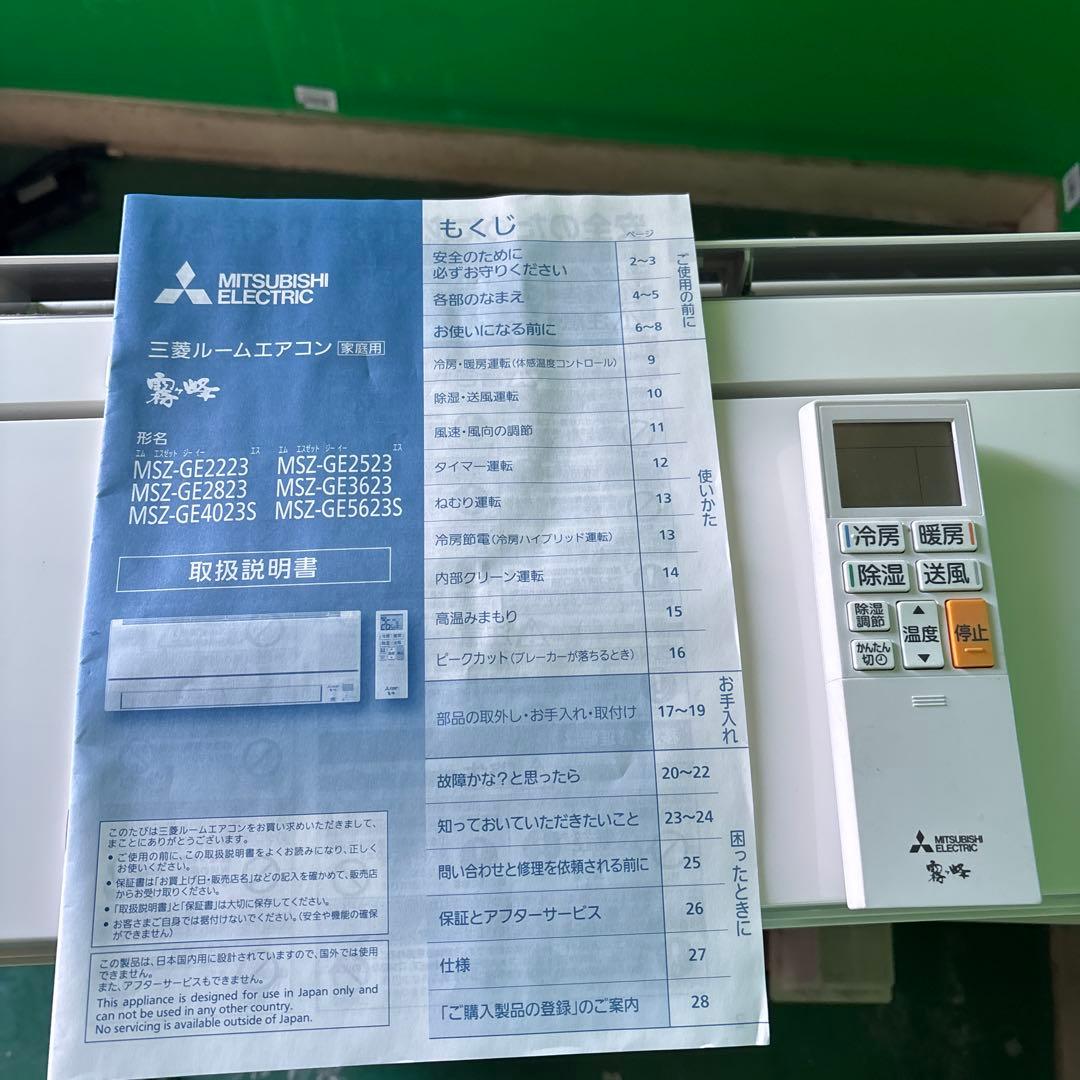 MITSUBISHI
ELECTRIC
三菱ルームエアコン 家庭用
霧ヶ峰
形名
エム エスゼット ジーイー エス エム エスゼット ジーイー エス
MSZ-GE2223 MSZ-GE2523
MSZ-GE2823 MSZ-GE3623
MSZ-GE4023S MSZ-GE5623S
取扱説明書
MITSUBISHI
このたびは三菱ルームエアコンをお買い求めいただきまして、
まことにありがとうございます。
● ご使用の前に、この取扱説明書をよくお読みになり、正しく
お使いください。
● 保証書は「お買上げ日・販売店名」などの記入を確かめて、販売店
からお受け取りください。
● 「取扱説明書」と「保証書」は大切に保存してください。
● お客さまご自身では据付けないでください。(安全や機能の確保
ができません)
この製品は、日本国内用に設計されていますので、国外では使用
できません。
また、アフターサービスもできません。
This appliance is designed for use in Japan only and
can not be used in any other country.
No servicing is available outside of Japan.
もくじ ページ
ご使用の前に
安全のために
必ずお守りください 2〜3
各部のなまえ 4〜5
お使いになる前に 6〜8
使いかた
冷房・暖房運転(体感温度コントロール) 9
除湿・送風運転 10
風速・風向の調節 11
タイマー運転 12
ねむり運転 13
冷房節電(冷房ハイブリッド運転) 13
内部クリーン運転 14
高温みまもり 15
ピークカット(ブレーカーが落ちるとき) 16
お手入れ
部品の取外し・お手入れ・取付け 17〜19
困ったときに
故障かな?と思ったら 20〜22
知っておいていただきたいこと 23〜24
問い合わせと修理を依頼される前に 25
保証とアフターサービス 26
仕様 27
「ご購入製品の登録」のご案内 28
冷房 暖房
除湿 送風
除湿
調節
▲
温度
▼
停止
かんたん
切
MITSUBISHI
ELECTRIC
霧ヶ峰